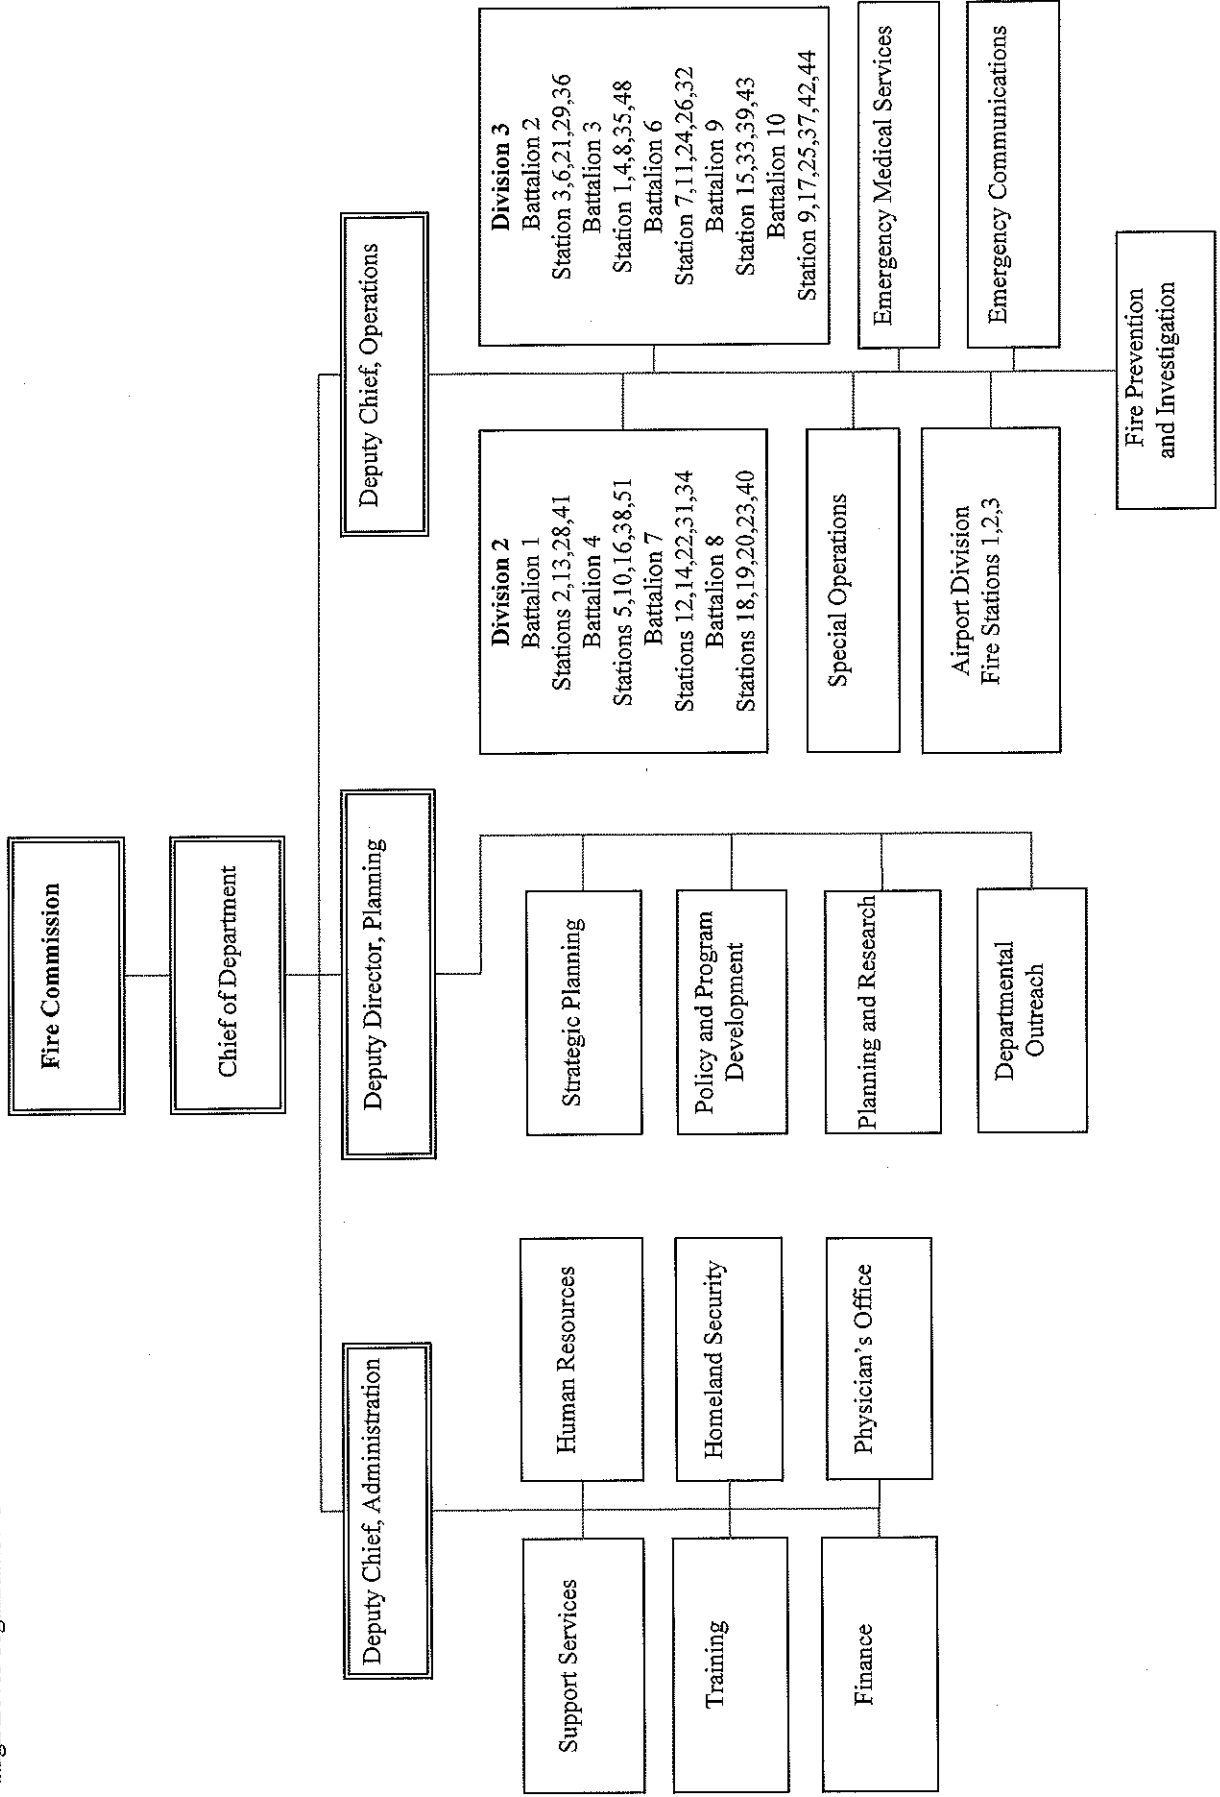 Fire Commission
Chief of Department
Deputy Chief, Administration
Deputy Director, Planning
Deputy Chief, Operations
Support Services
Human Resources
Training
Homeland Security
Finance
Physician's Office
Strategic Planning
Policy and Program
Development
Planning and Research
Departmental
Outreach
Division 2
Battalion 1
Stations 2,13,28,41
Battalion 4
Stations 5,10,16,38,51
Battalion 7
Stations 12,14,22,31,34
Battalion 8
Stations 18,19,20,23,40
Division 3
Battalion 2
Station 3,6,21,29,36
Battalion 3
Station 1,4,8,35,48
Battalion 6
Station 7,11,24,26,32
Battalion 9
Station 15,33,39,43
Battalion 10
Station 9,17,25,37,42,44
Special Operations
Emergency Medical Services
Airport Division
Fire Stations 1,2,3
Emergency Communications
Fire Prevention
and Investigation